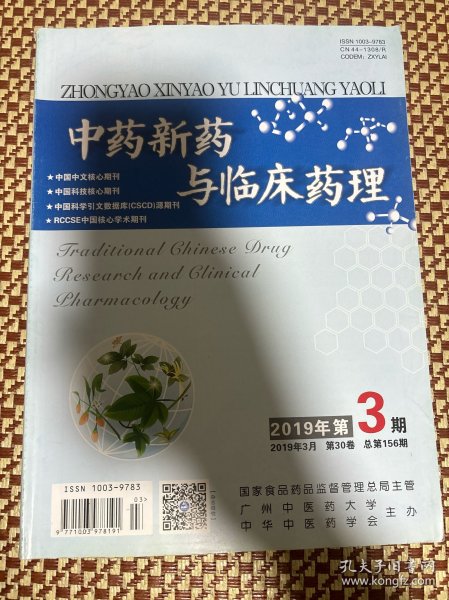 ISSN 1003-9783
CN 44-1308/R
CODEM: ZXYLAI
ZHONGYAO XINYAO YU LINCHUANG YAOLI
中药新药
与临床药理
★中国中文核心期刊
★中国科技核心期刊
★中国科学引文数据库(CSCD)源期刊
★RCCSE中国核心学术期刊
Traditional Chinese Drug
Research and Clinical
Pharmacology
2019年第3期
2019年3月 第30卷 总第156期
ISSN 1003-9783
03>
9 771003 978191
国家食品药品监督管理总局主管
广州中医药大学
中华中医药学会
主办
孔夫子旧书网
www.kongfz.com